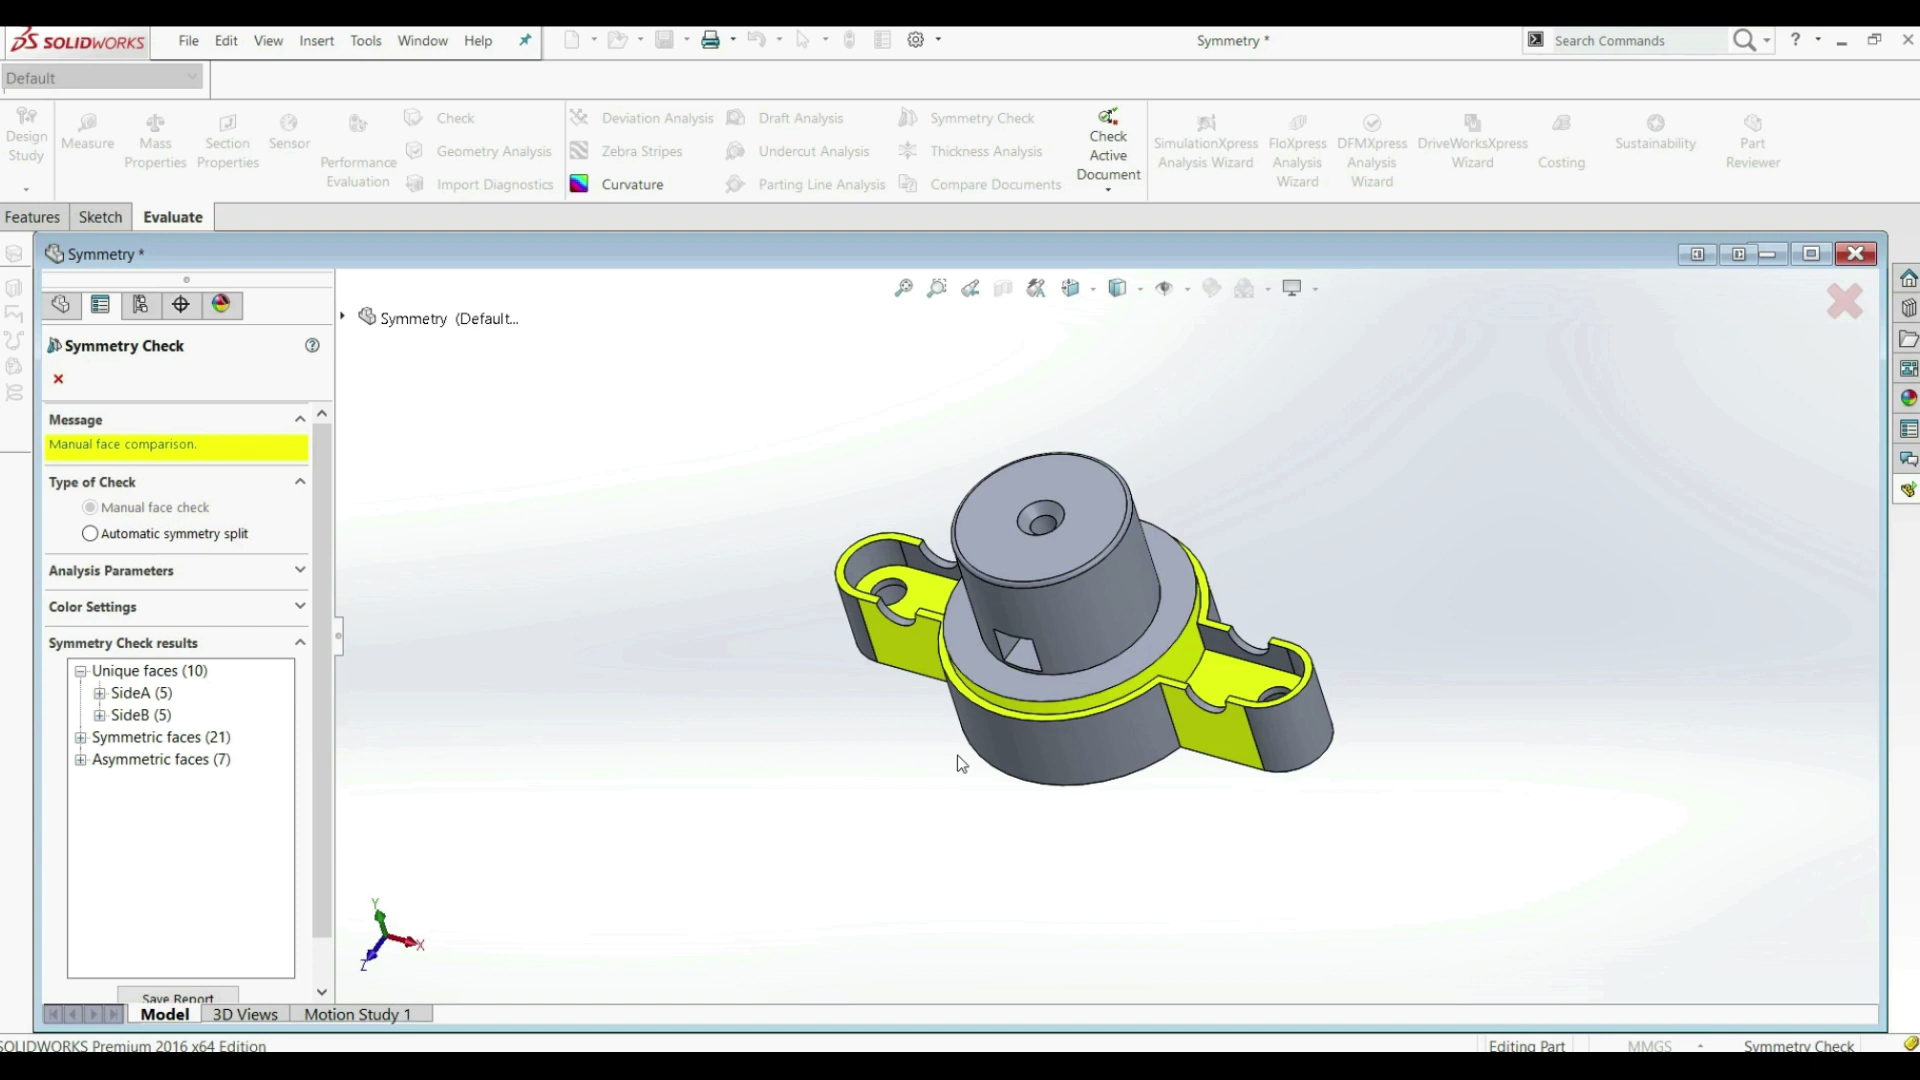 SOLIDWORKS
File Edit View Insert Tools Window Help
Symmetry *
Search Commands
?
Default
Design Study
Measure
Mass Properties
Section Properties
Sensor
Performance Evaluation
Check
Geometry Analysis
Import Diagnostics
Deviation Analysis
Zebra Stripes
Curvature
Draft Analysis
Undercut Analysis
Parting Line Analysis
Symmetry Check
Thickness Analysis
Compare Documents
Check Active Document
SimulationXpress Analysis Wizard
FloXpress Analysis Wizard
DFMXpress Analysis Wizard
DriveWorksXpress Wizard
Costing
Sustainability
Part Reviewer
Features Sketch Evaluate
Symmetry *
Symmetry (Default...
Symmetry Check
Message
Manual face comparison.
Type of Check
Manual face check
Automatic symmetry split
Analysis Parameters
Color Settings
Symmetry Check results
Unique faces (10)
SideA (5)
SideB (5)
Symmetric faces (21)
Asymmetric faces (7)
Save Report
Y
X
Z
Model 3D Views Motion Study 1
SOLIDWORKS Premium 2016 x64 Edition
Editing Part MMGS Symmetry Check